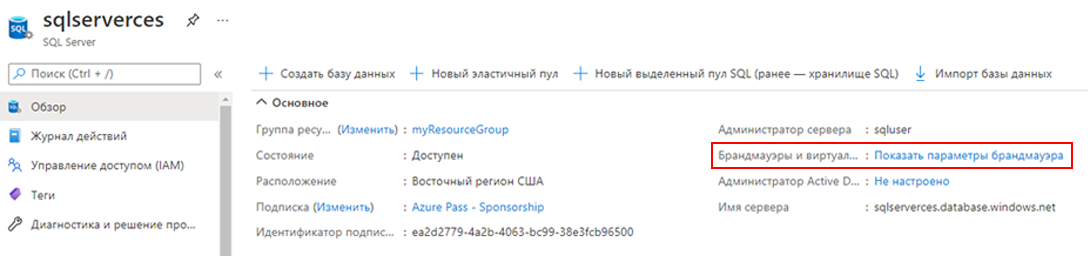 sqlserverces
SQL
SQL Server
Поиск (Ctrl + /)
Обзор
Журнал действий
Управление доступом (IAM)
Теги
Диагностика и решение про...
Создать базу данных Новый эластичный пул Новый выделенный пул SQL (ранее — хранилище SQL) Импорт базы данных
Основное
Группа ресу... (Изменить) : myResourceGroup
Состояние : Доступен
Расположение : Восточный регион США
Подписка (Изменить) : Azure Pass - Sponsorship
Идентификатор подпис... : ea2d2779-4a2b-4063-bc99-38e3fcb96500
Администратор сервера : sqluser
Брандмауэры и виртуал... : Показать параметры брандмауэра
Администратор Active D... : Не настроено
Имя сервера : sqlserverces.database.windows.net